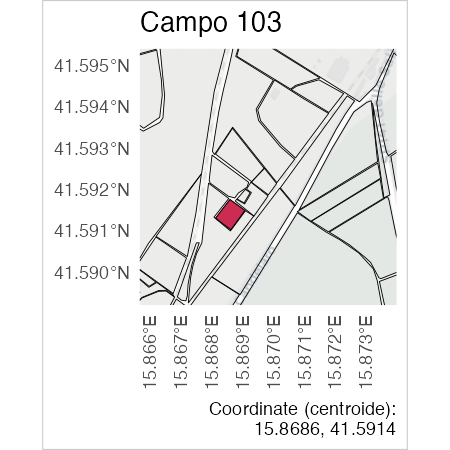 Campo 103
41.595°N
41.594°N
41.593°N
41.592°N
41.591°N
41.590°N
15.866°E
15.867°E
15.868°E
15.869°E
15.870°E
15.871°E
15.872°E
15.873°E
Coordinate (centroide):
15.8686, 41.5914